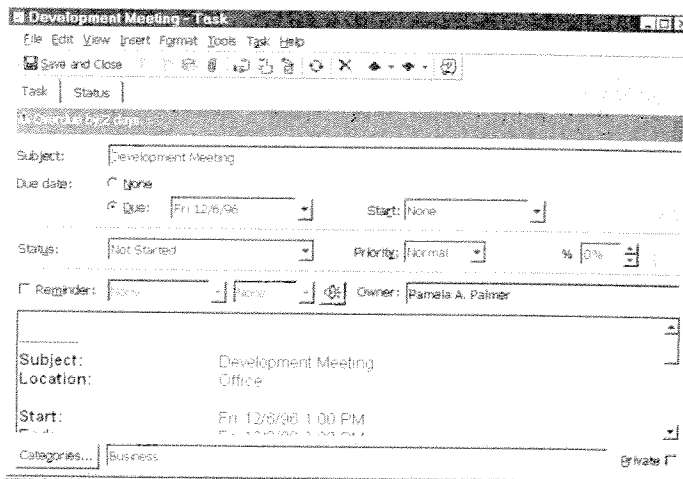 Development Meeting - Task
File Edit View Insert Format Tools Task Help
Save and Close
Task Status
Overdue by 2 days
Subject: Development Meeting
Due date: None
Due: Fri 12/6/96 Start: None
Status: Not Started Priority: Normal % 0%
Reminder: None None Owner: Pamela A. Palmer
Subject: Development Meeting
Location: Office
Start: Fri 12/6/96 1:00 PM
Categories... Business Private